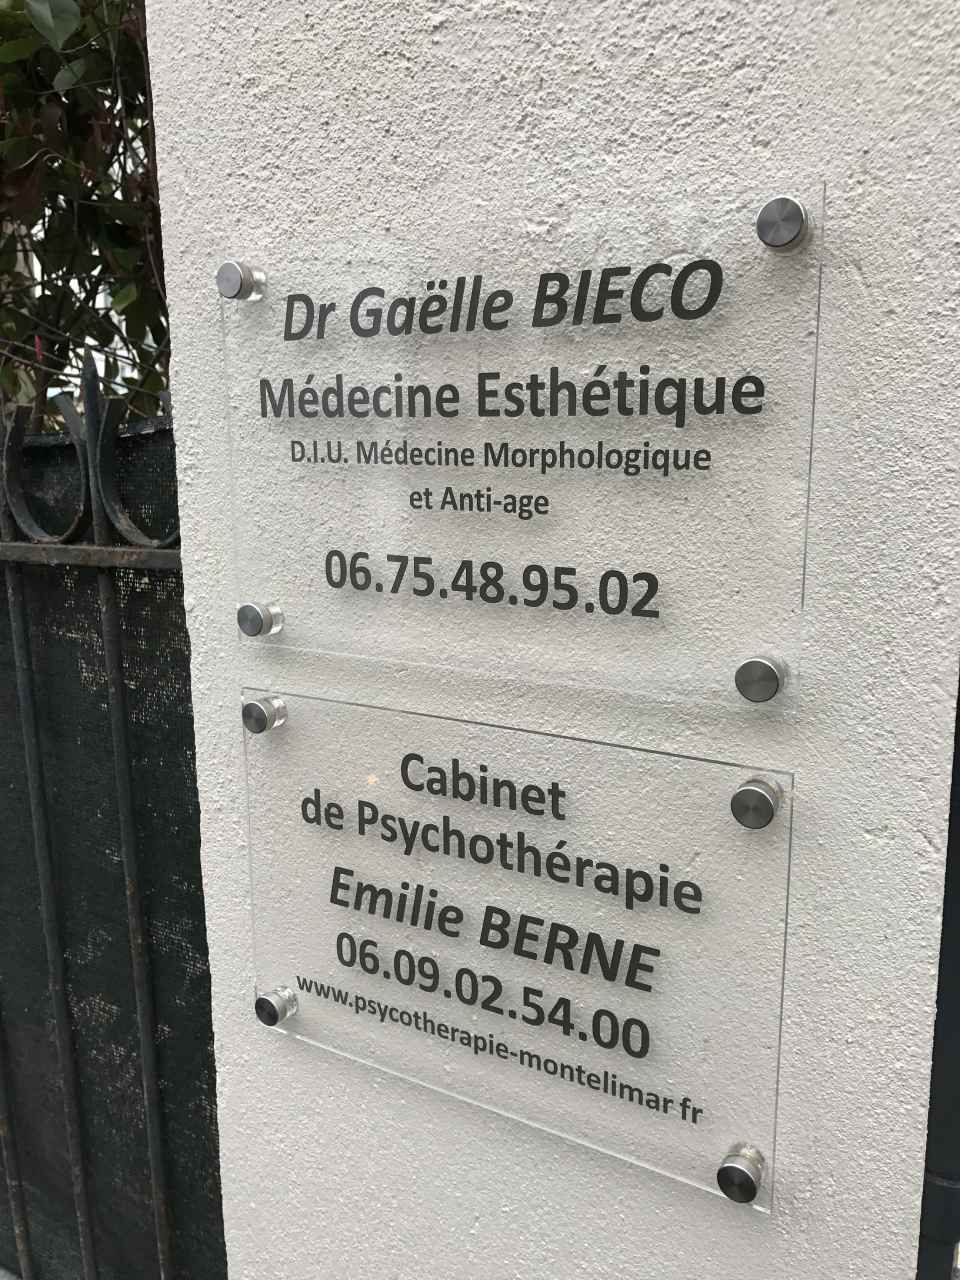 Dr Gaëlle BIECO
Médecine Esthétique
D.I.U. Médecine Morphologique
et Anti-age
06.75.48.95.02
Cabinet
de Psychothérapie
Emilie BERNE
06.09.02.54.00
www.psycotherapie-montelimar fr